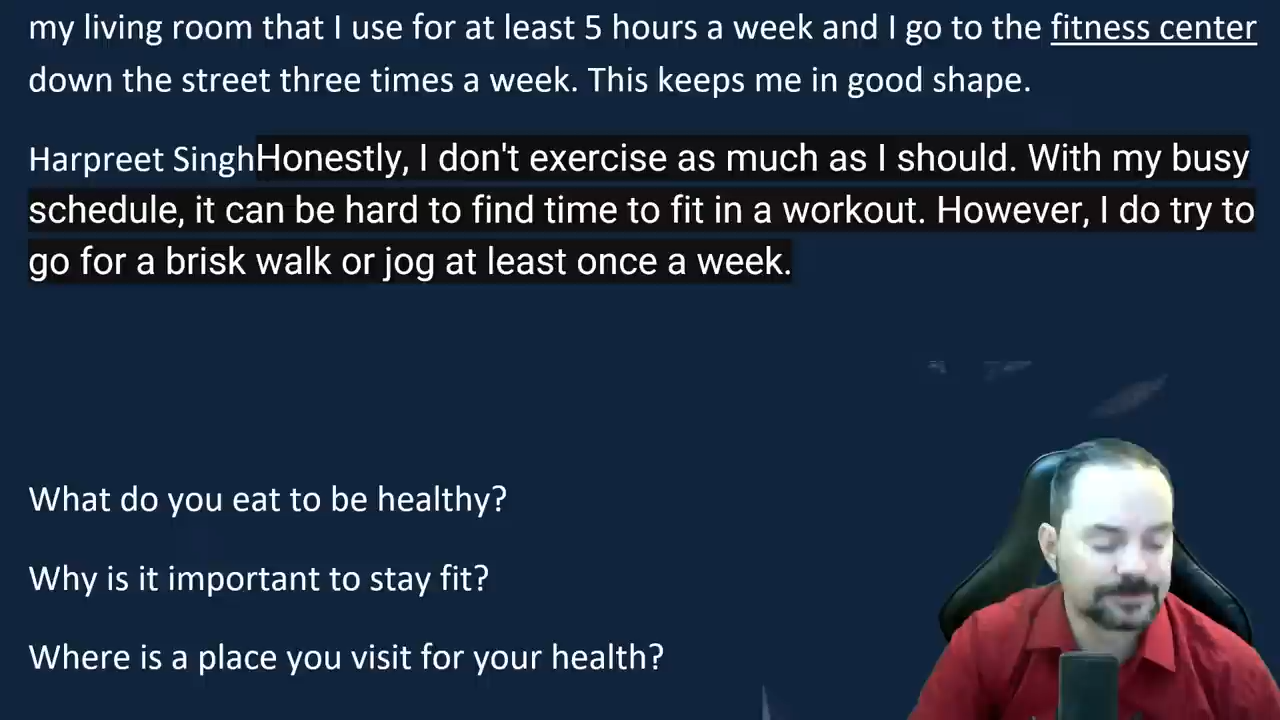 my living room that I use for at least 5 hours a week and I go to the fitness center
down the street three times a week. This keeps me in good shape.
Harpreet SinghHonestly, I don't exercise as much as I should. With my busy
schedule, it can be hard to find time to fit in a workout. However, I do try to
go for a brisk walk or jog at least once a week.
What do you eat to be healthy?
Why is it important to stay fit?
Where is a place you visit for your health?